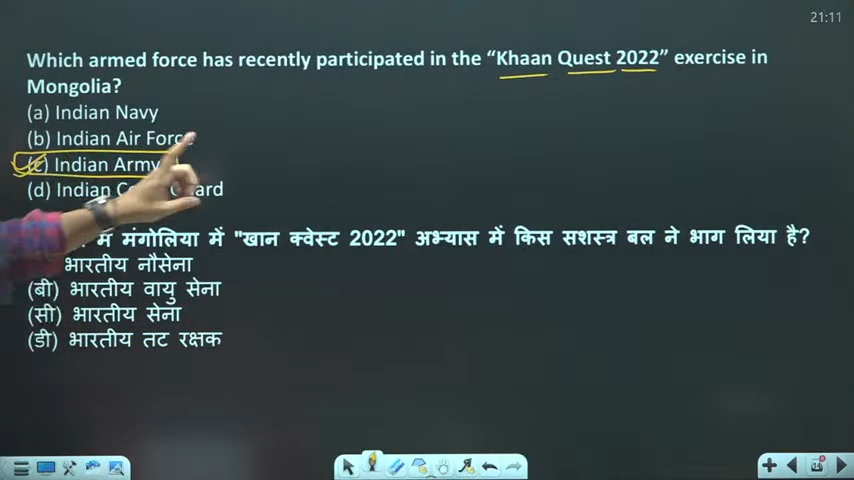 21:11
Which armed force has recently participated in the “Khaan Quest 2022” exercise in
Mongolia?
(a) Indian Navy
(b) Indian Air Force
(c) Indian Army
(d) Indian Guard
में मंगोलिया में "खान क्वेस्ट 2022" अभ्यास में किस सशस्त्र बल ने भाग लिया है?
भारतीय नौसेना
(बी) भारतीय वायु सेना
(सी) भारतीय सेना
(डी) भारतीय तट रक्षक